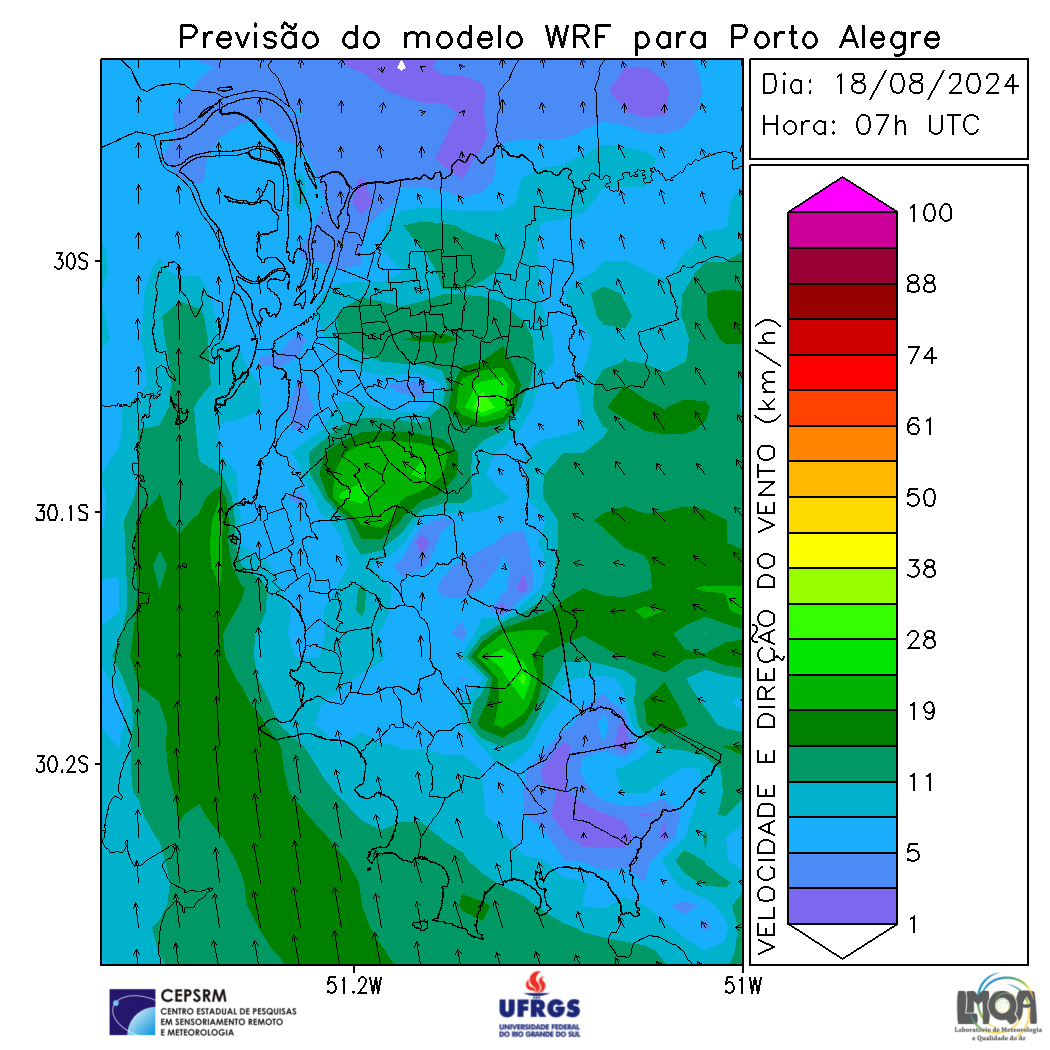 Previsão do modelo WRF para Porto Alegre
Dia: 18/08/2024
Hora: 07h UTC
100
88
74
61
50
38
28
19
11
5
1
VELOCIDADE E DIREÇÃO DO VENTO (km/h)
30S
30.1S
30.2S
51.2W
51W
CEPSRM
CENTRO ESTADUAL DE PESQUISAS
EM SENSORIAMENTO REMOTO
E METEOROLOGIA
UFRGS
UNIVERSIDADE FEDERAL
DO RIO GRANDE DO SUL
LMQA
Laboratório de Meteorologia
e Qualidade do Ar